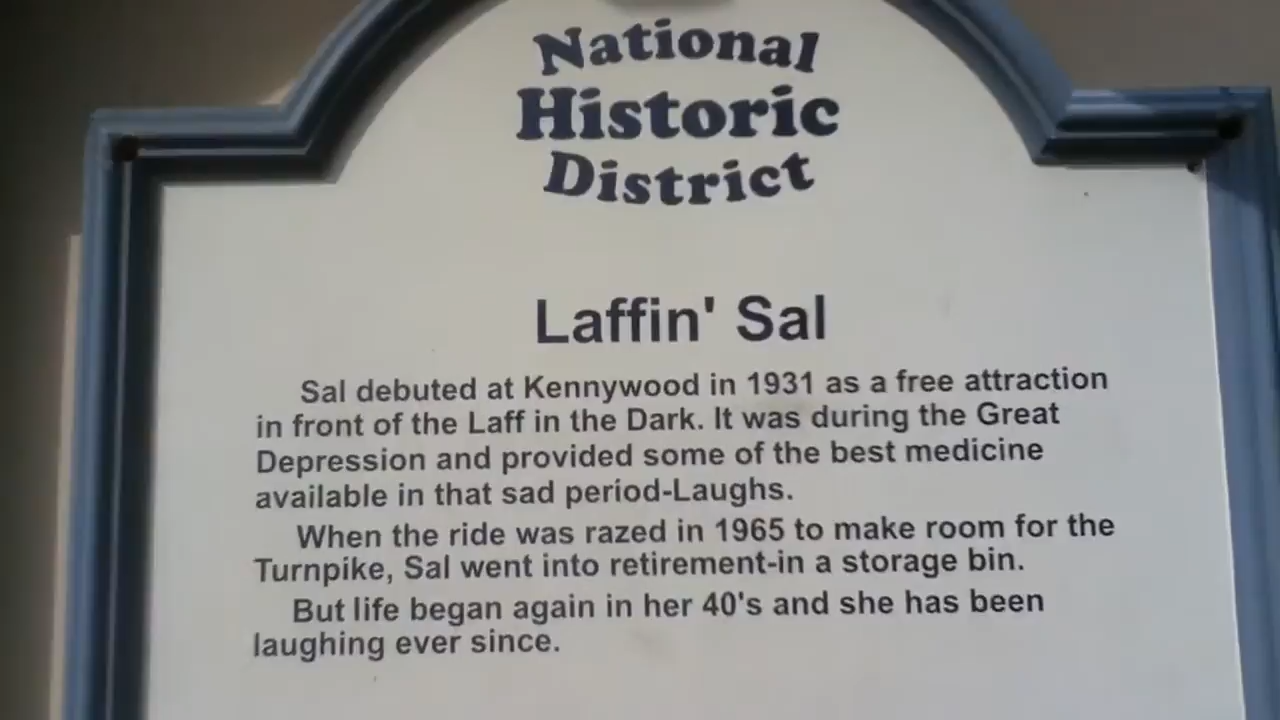 National
Historic
District
Laffin' Sal
Sal debuted at Kennywood in 1931 as a free attraction
in front of the Laff in the Dark. It was during the Great
Depression and provided some of the best medicine
available in that sad period-Laughs.
When the ride was razed in 1965 to make room for the
Turnpike, Sal went into retirement-in a storage bin.
But life began again in her 40's and she has been
laughing ever since.